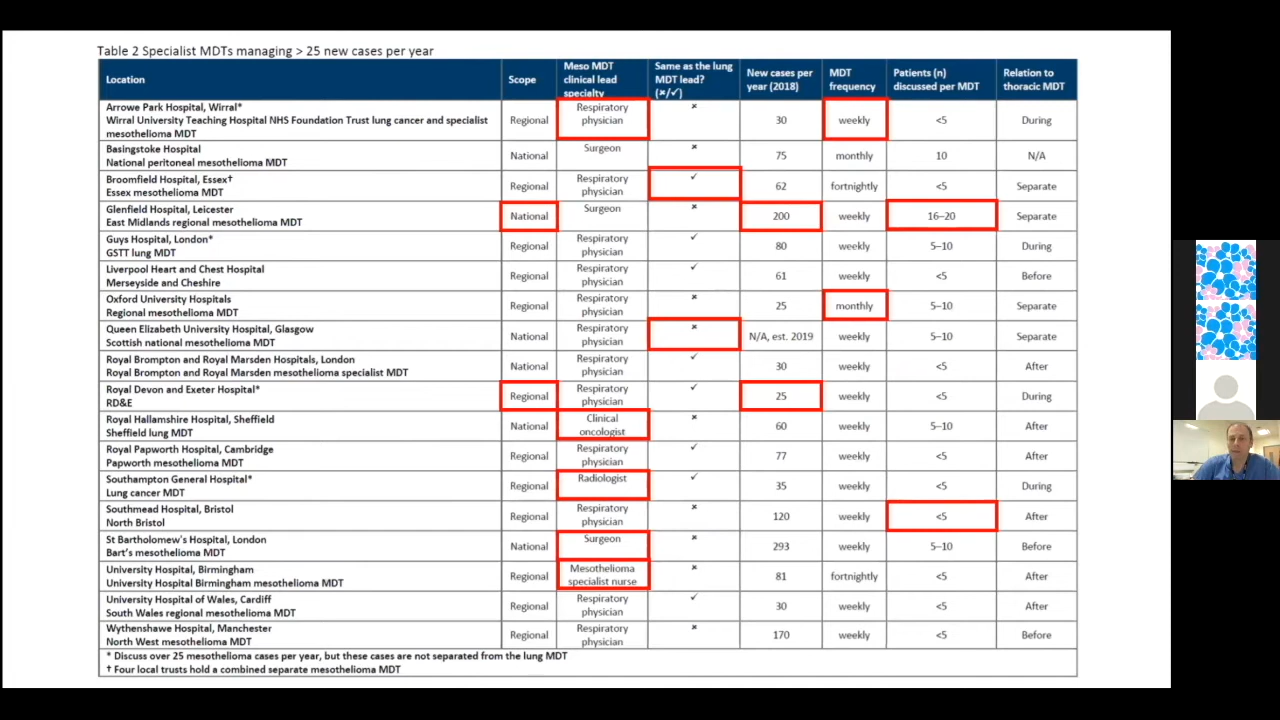 Table 2 Specialist MDTs managing > 25 new cases per year
Location Scope Meso MDT clinical lead specialty Same as the lung MDT lead? (×/✓) New cases per year (2018) MDT frequency Patients (n) discussed per MDT Relation to thoracic MDT
Arrowe Park Hospital, Wirral*
Wirral University Teaching Hospital NHS Foundation Trust lung cancer and specialist
mesothelioma MDT
Regional Respiratory physician × 30 weekly <5 During
Basingstoke Hospital
National peritoneal mesothelioma MDT
National Surgeon × 75 monthly 10 N/A
Broomfield Hospital, Essex†
Essex mesothelioma MDT
Regional Respiratory physician ✓ 62 fortnightly <5 Separate
Glenfield Hospital, Leicester
East Midlands regional mesothelioma MDT
National Surgeon × 200 weekly 16–20 Separate
Guys Hospital, London*
GSTT lung MDT
Regional Respiratory physician ✓ 80 weekly 5–10 During
Liverpool Heart and Chest Hospital
Merseyside and Cheshire
Regional Respiratory physician ✓ 61 weekly <5 Before
Oxford University Hospitals
Regional mesothelioma MDT
Regional Respiratory physician × 25 monthly 5–10 Separate
Queen Elizabeth University Hospital, Glasgow
Scottish national mesothelioma MDT
National Respiratory physician × N/A, est. 2019 weekly 5–10 Separate
Royal Brompton and Royal Marsden Hospitals, London
Royal Brompton and Royal Marsden mesothelioma specialist MDT
National Respiratory physician ✓ 30 weekly <5 After
Royal Devon and Exeter Hospital*
RD&E
Regional Respiratory physician ✓ 25 weekly <5 During
Royal Hallamshire Hospital, Sheffield
Sheffield lung MDT
National Clinical oncologist × 60 weekly 5–10 After
Royal Papworth Hospital, Cambridge
Papworth mesothelioma MDT
Regional Respiratory physician ✓ 77 weekly <5 After
Southampton General Hospital*
Lung cancer MDT
Regional Radiologist ✓ 35 weekly <5 During
Southmead Hospital, Bristol
North Bristol
Regional Respiratory physician × 120 weekly <5 After
St Bartholomew's Hospital, London
Bart's mesothelioma MDT
National Surgeon × 293 weekly 5–10 Before
University Hospital, Birmingham
University Hospital Birmingham mesothelioma MDT
Regional Mesothelioma specialist nurse × 81 fortnightly <5 After
University Hospital of Wales, Cardiff
South Wales regional mesothelioma MDT
Regional Respiratory physician ✓ 30 weekly <5 After
Wythenshawe Hospital, Manchester
North West mesothelioma MDT
Regional Respiratory physician × 170 weekly <5 Before
* Discuss over 25 mesothelioma cases per year, but these cases are not separated from the lung MDT
† Four local trusts hold a combined separate mesothelioma MDT